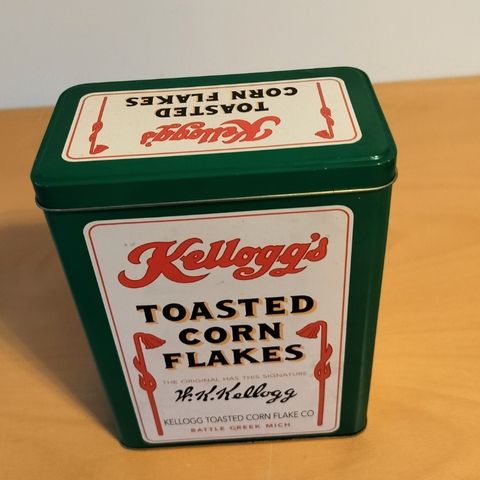 Kellogg's
TOASTED
CORN FLAKES
Kellogg's
TOASTED
CORN
FLAKES
THE ORIGINAL HAS THIS SIGNATURE
W.K.Kellogg
KELLOGG TOASTED CORN FLAKE CO
BATTLE CREEK MICH